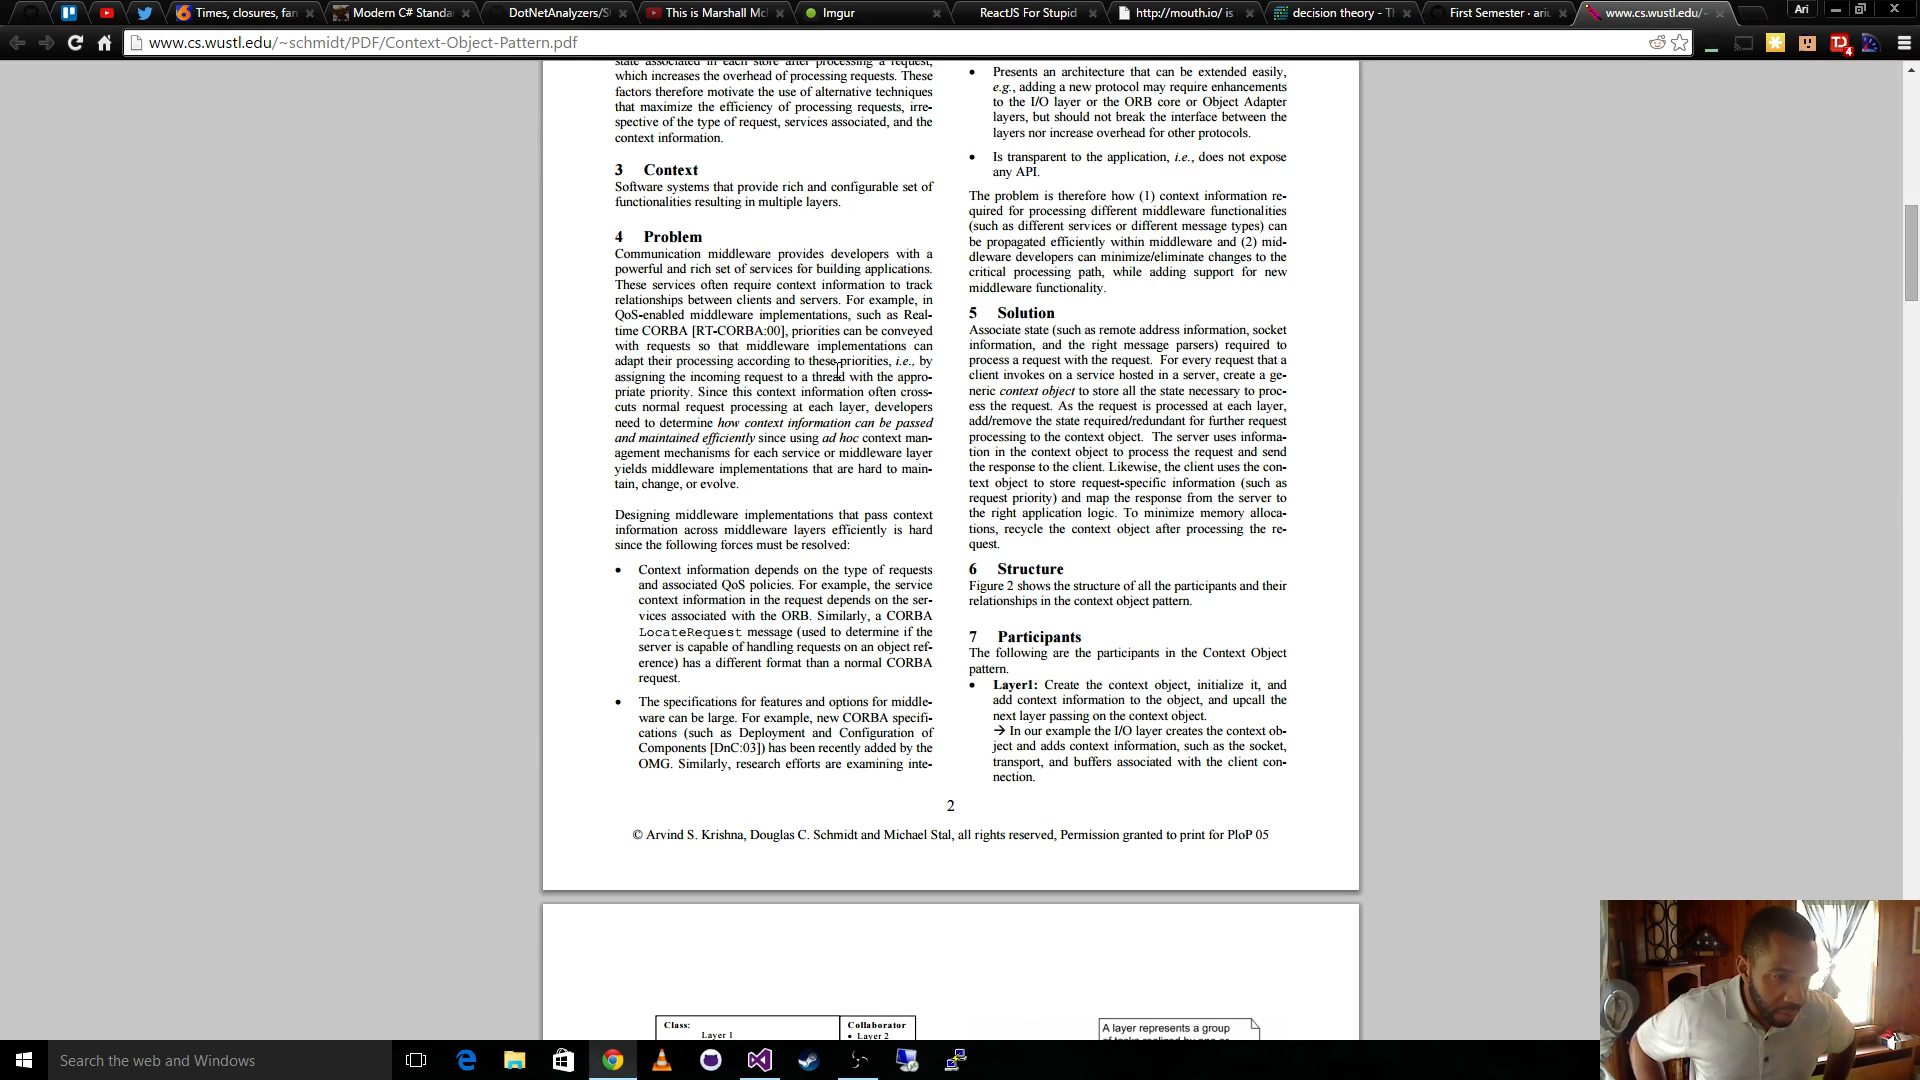 Times, closures, fan
Modern C# Standa
DotNetAnalyzers/St
This is Marshall Mcl
Imgur
ReactJS For Stupid
http://mouth.io/ is
decision theory - Th
First Semester · ariu
www.cs.wustl.edu/~
Ari
www.cs.wustl.edu/~schmidt/PDF/Context-Object-Pattern.pdf
4
state associated in each store after processing a request,
which increases the overhead of processing requests. These
factors therefore motivate the use of alternative techniques
that maximize the efficiency of processing requests, irre-
spective of the type of request, services associated, and the
context information.
3 Context
Software systems that provide rich and configurable set of
functionalities resulting in multiple layers.
4 Problem
Communication middleware provides developers with a
powerful and rich set of services for building applications.
These services often require context information to track
relationships between clients and servers. For example, in
QoS-enabled middleware implementations, such as Real-
time CORBA [RT-CORBA:00], priorities can be conveyed
with requests so that middleware implementations can
adapt their processing according to these priorities, i.e., by
assigning the incoming request to a thread with the appro-
priate priority. Since this context information often cross-
cuts normal request processing at each layer, developers
need to determine how context information can be passed
and maintained efficiently since using ad hoc context man-
agement mechanisms for each service or middleware layer
yields middleware implementations that are hard to main-
tain, change, or evolve.
Designing middleware implementations that pass context
information across middleware layers efficiently is hard
since the following forces must be resolved:
• Context information depends on the type of requests
and associated QoS policies. For example, the service
context information in the request depends on the ser-
vices associated with the ORB. Similarly, a CORBA
LocateRequest message (used to determine if the
server is capable of handling requests on an object ref-
erence) has a different format than a normal CORBA
request.
• The specifications for features and options for middle-
ware can be large. For example, new CORBA specifi-
cations (such as Deployment and Configuration of
Components [DnC:03]) has been recently added by the
OMG. Similarly, research efforts are examining inte-
• Presents an architecture that can be extended easily,
e.g., adding a new protocol may require enhancements
to the I/O layer or the ORB core or Object Adapter
layers, but should not break the interface between the
layers nor increase overhead for other protocols.
• Is transparent to the application, i.e., does not expose
any API.
The problem is therefore how (1) context information re-
quired for processing different middleware functionalities
(such as different services or different message types) can
be propagated efficiently within middleware and (2) mid-
dleware developers can minimize/eliminate changes to the
critical processing path, while adding support for new
middleware functionality.
5 Solution
Associate state (such as remote address information, socket
information, and the right message parsers) required to
process a request with the request. For every request that a
client invokes on a service hosted in a server, create a ge-
neric context object to store all the state necessary to proc-
ess the request. As the request is processed at each layer,
add/remove the state required/redundant for further request
processing to the context object. The server uses informa-
tion in the context object to process the request and send
the response to the client. Likewise, the client uses the con-
text object to store request-specific information (such as
request priority) and map the response from the server to
the right application logic. To minimize memory alloca-
tions, recycle the context object after processing the re-
quest.
6 Structure
Figure 2 shows the structure of all the participants and their
relationships in the context object pattern.
7 Participants
The following are the participants in the Context Object
pattern.
• Layer1: Create the context object, initialize it, and
add context information to the object, and upcall the
next layer passing on the context object.
→ In our example the I/O layer creates the context ob-
ject and adds context information, such as the socket,
transport, and buffers associated with the client con-
nection.
2
© Arvind S. Krishna, Douglas C. Schmidt and Michael Stal, all rights reserved, Permission granted to print for PloP 05
Class:
Layer 1
Collaborator
• Layer 2
A layer represents a group
of tasks realized by one or
Search the web and Windows